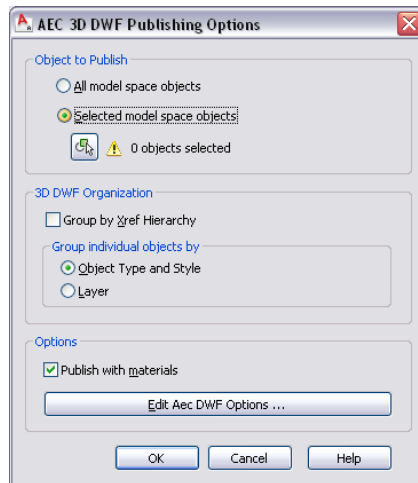 AEC 3D DWF Publishing Options
Object to Publish
All model space objects
Selected model space objects
0 objects selected
3D DWF Organization
Group by Xref Hierarchy
Group individual objects by
Object Type and Style
Layer
Options
Publish with materials
Edit Aec DWF Options ...
OK Cancel Help